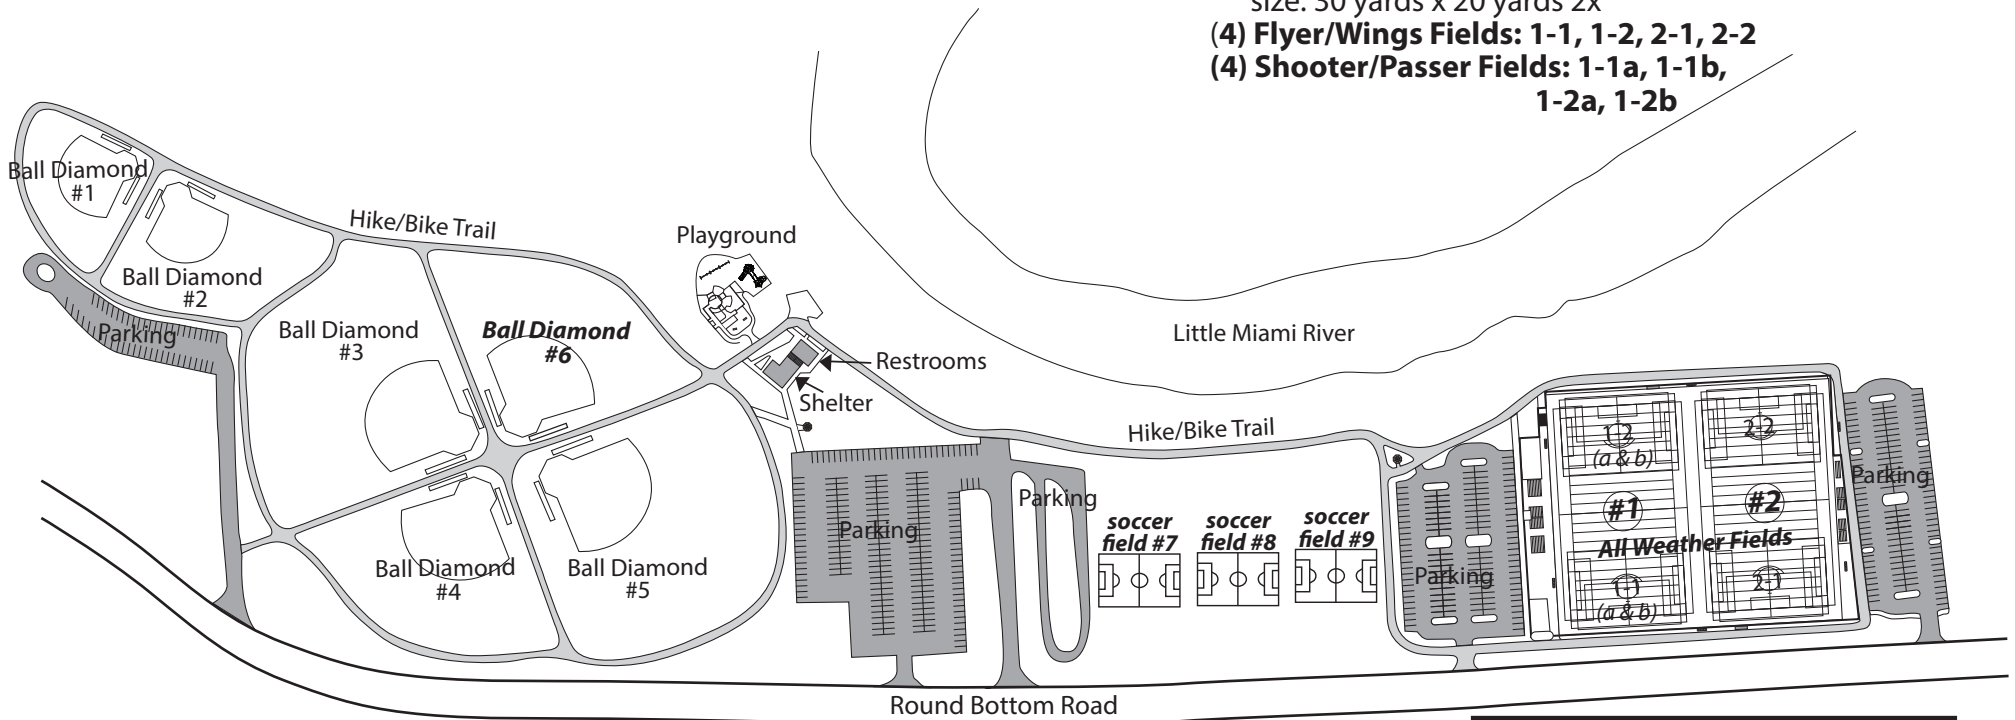 size: 30 yards x 20 yards 2x
(4) Flyer/Wings Fields: 1-1, 1-2, 2-1, 2-2
(4) Shooter/Passer Fields: 1-1a, 1-1b,
1-2a, 1-2b
Ball Diamond
#1
Hike/Bike Trail
Playground
Ball Diamond
#2
Parking
Ball Diamond
#3
Ball Diamond
#6
Little Miami River
Restrooms
Shelter
Hike/Bike Trail
1-2
(a & b)
2-2
Parking
Parking
Parking
#1
#2
soccer
field #7
soccer
field #8
soccer
field #9
All Weather Fields
Ball Diamond
#4
Ball Diamond
#5
Parking
1-1
(a & b)
2-1
Round Bottom Road